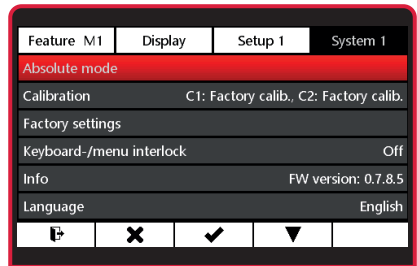 Feature M1 Display Setup 1 System 1
Absolute mode
Calibration C1: Factory calib., C2: Factory calib.
Factory settings
Keyboard-/menu interlock Off
Info FW version: 0.7.8.5
Language English